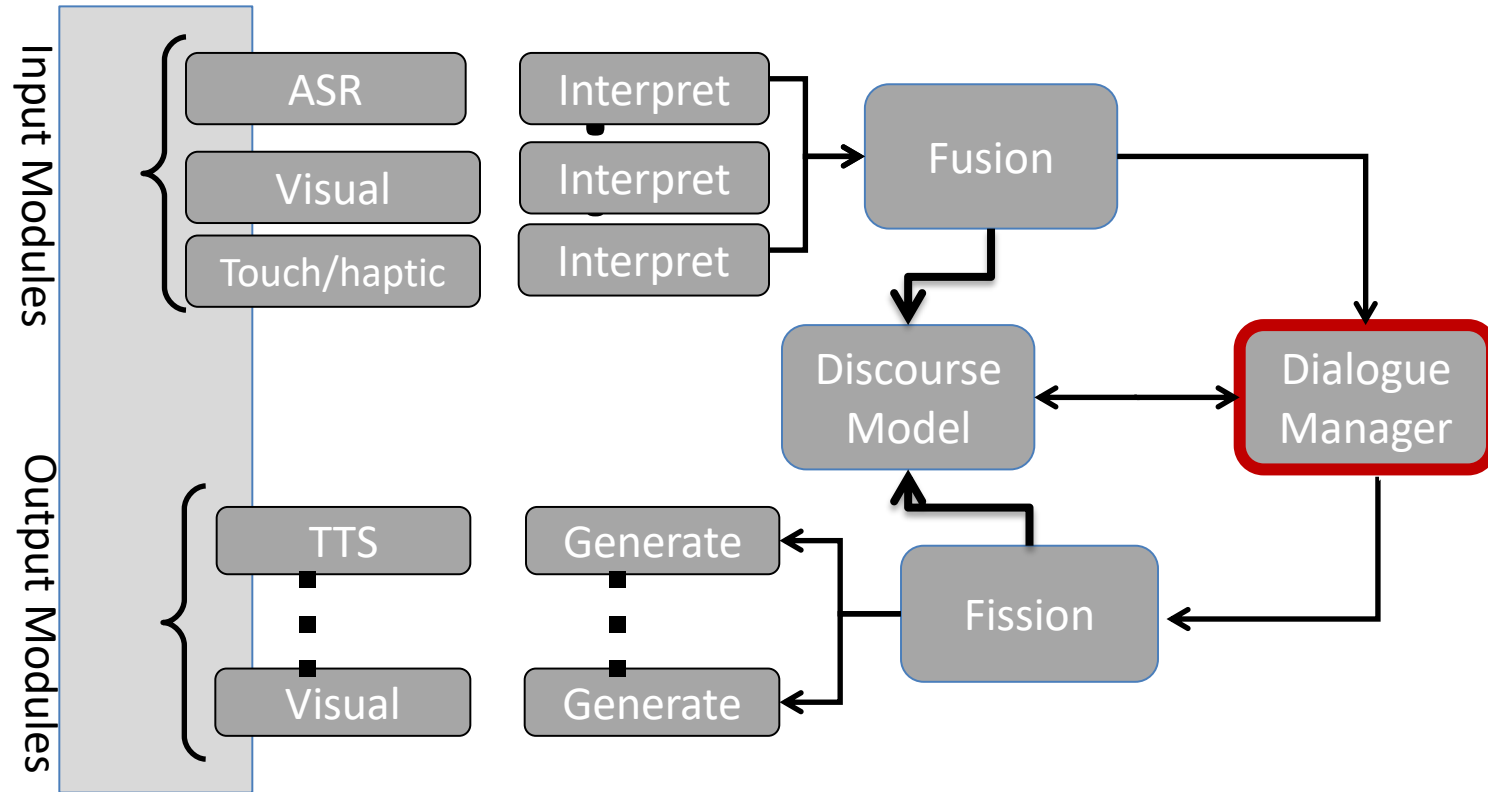 Input Modules
ASR
Interpret
Visual
Interpret
Touch/haptic
Interpret
Fusion
Discourse
Model
Dialogue
Manager
Output Modules
TTS
Generate
Visual
Generate
Fission